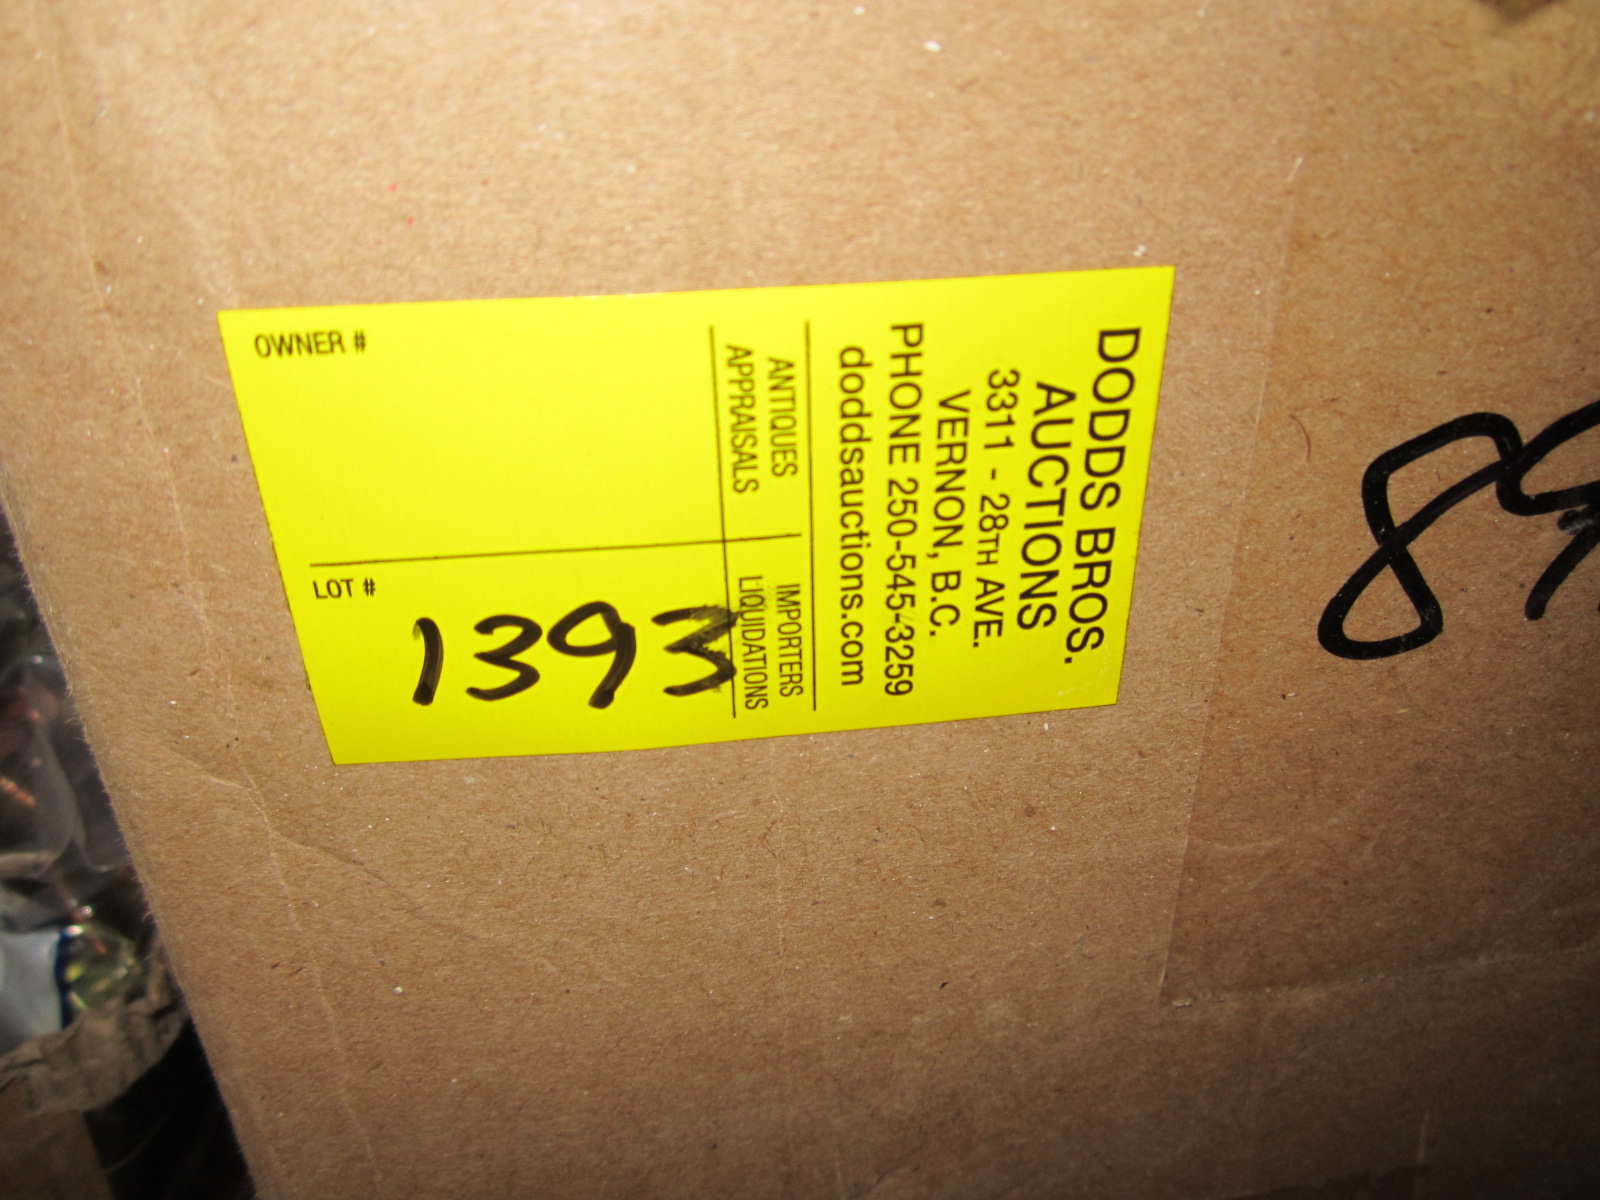 DODDS BROS.
AUCTIONS
3311 - 28TH AVE.
VERNON, B.C.
PHONE 250-545-3259
doddsauctions.com
ANTIQUES
APPRAISALS
IMPORTERS
LIQUIDATIONS
OWNER #
LOT #
1393